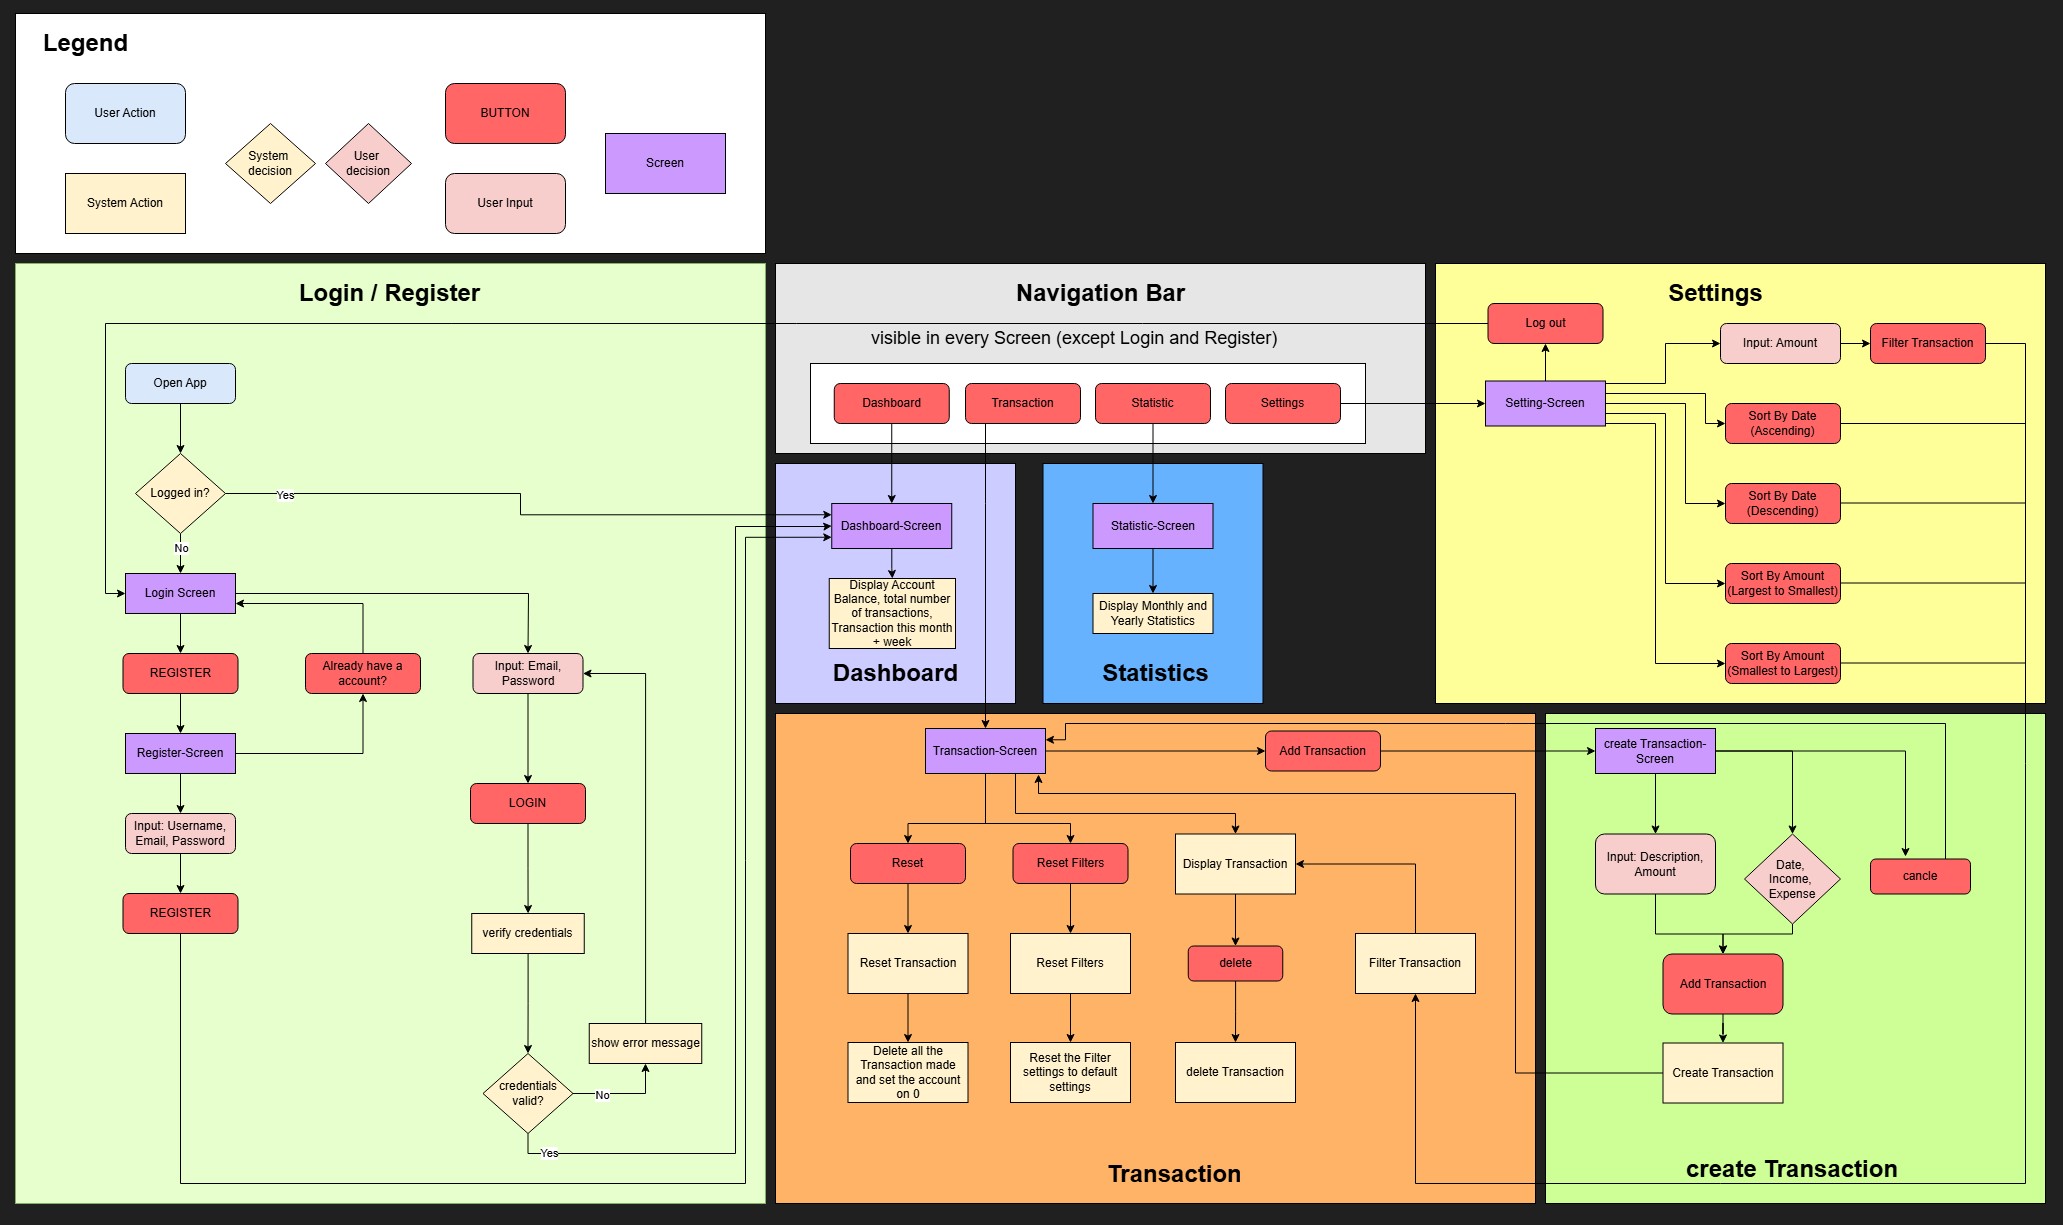 Legend
User Action
System Action
System
decision
User
decision
BUTTON
User Input
Screen
Login / Register
Open App
Logged in?
Yes
No
Login Screen
REGISTER
Already have a
account?
Register-Screen
Input: Username,
Email, Password
REGISTER
Input: Email,
Password
LOGIN
verify credentials
show error message
credentials
valid?
No
Yes
Navigation Bar
visible in every Screen (except Login and Register)
Dashboard
Transaction
Statistic
Settings
Dashboard-Screen
Display Account
Balance, total number
of transactions,
Transaction this month
+ week
Dashboard
Statistic-Screen
Display Monthly and
Yearly Statistics
Statistics
Settings
Log out
Setting-Screen
Input: Amount
Filter Transaction
Sort By Date
(Ascending)
Sort By Date
(Descending)
Sort By Amount
(Largest to Smallest)
Sort By Amount
(Smallest to Largest)
Transaction-Screen
Add Transaction
Reset
Reset Filters
Display Transaction
Reset Transaction
Reset Filters
delete
Filter Transaction
Delete all the
Transaction made
and set the account
on 0
Reset the Filter
settings to default
settings
delete Transaction
Transaction
create Transaction-
Screen
Input: Description,
Amount
Date,
Income,
Expense
cancle
Add Transaction
Create Transaction
create Transaction